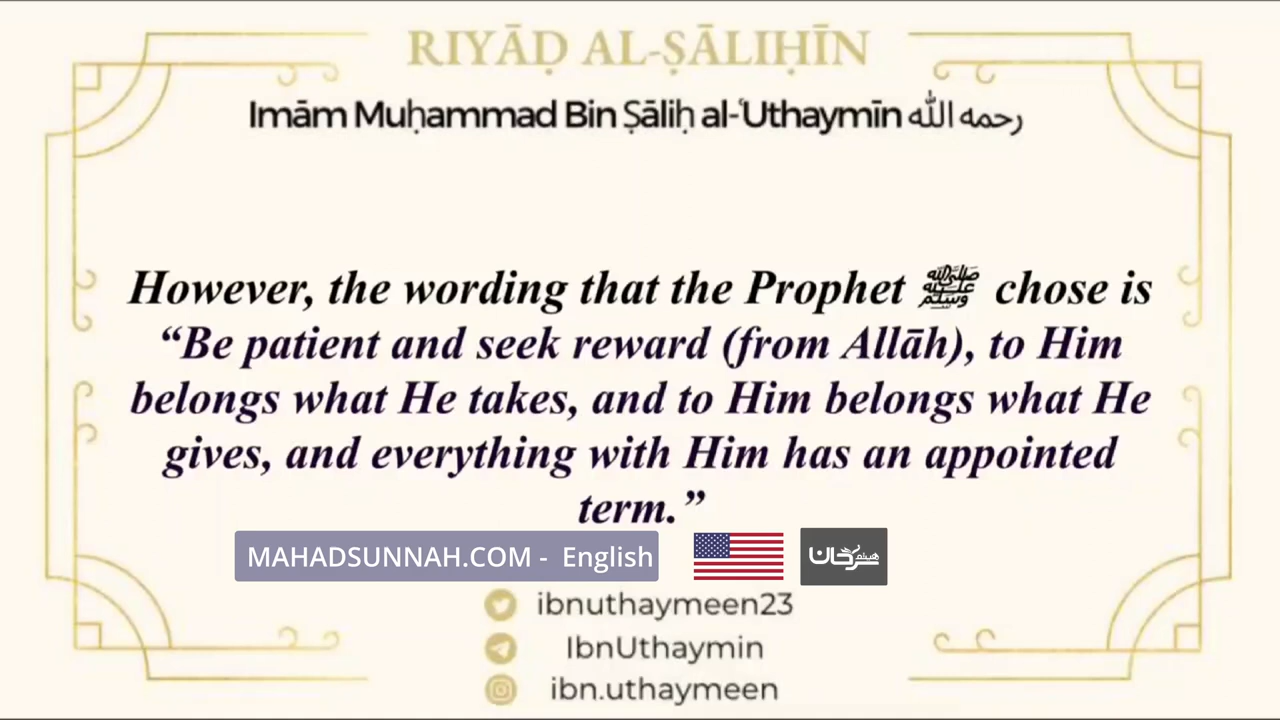 RIYĀḌ AL-ṢĀLIḤĪN
Imām Muḥammad Bin Ṣāliḥ al-ʿUthaymīn رحمه الله
However, the wording that the Prophet ﷺ chose is
“Be patient and seek reward (from Allāh), to Him
belongs what He takes, and to Him belongs what He
gives, and everything with Him has an appointed
term.”
MAHADSUNNAH.COM - English
هيثم سرحان
ibnuthaymeen23
IbnUthaymin
ibn.uthaymeen